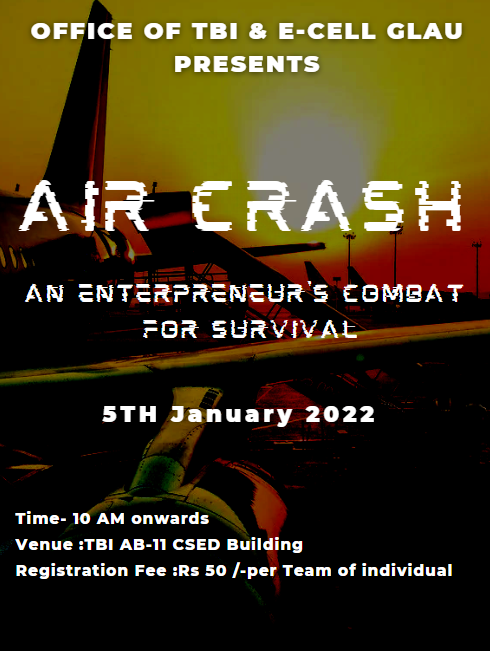 OFFICE OF TBI & E-CELL GLAU
PRESENTS
AIR CRASH
AN ENTERPRENEUR'S COMBAT
FOR SURVIVAL
5TH January 2022
Time- 10 AM onwards
Venue :TBI AB-11 CSED Building
Registration Fee :Rs 50 /-per Team of individual